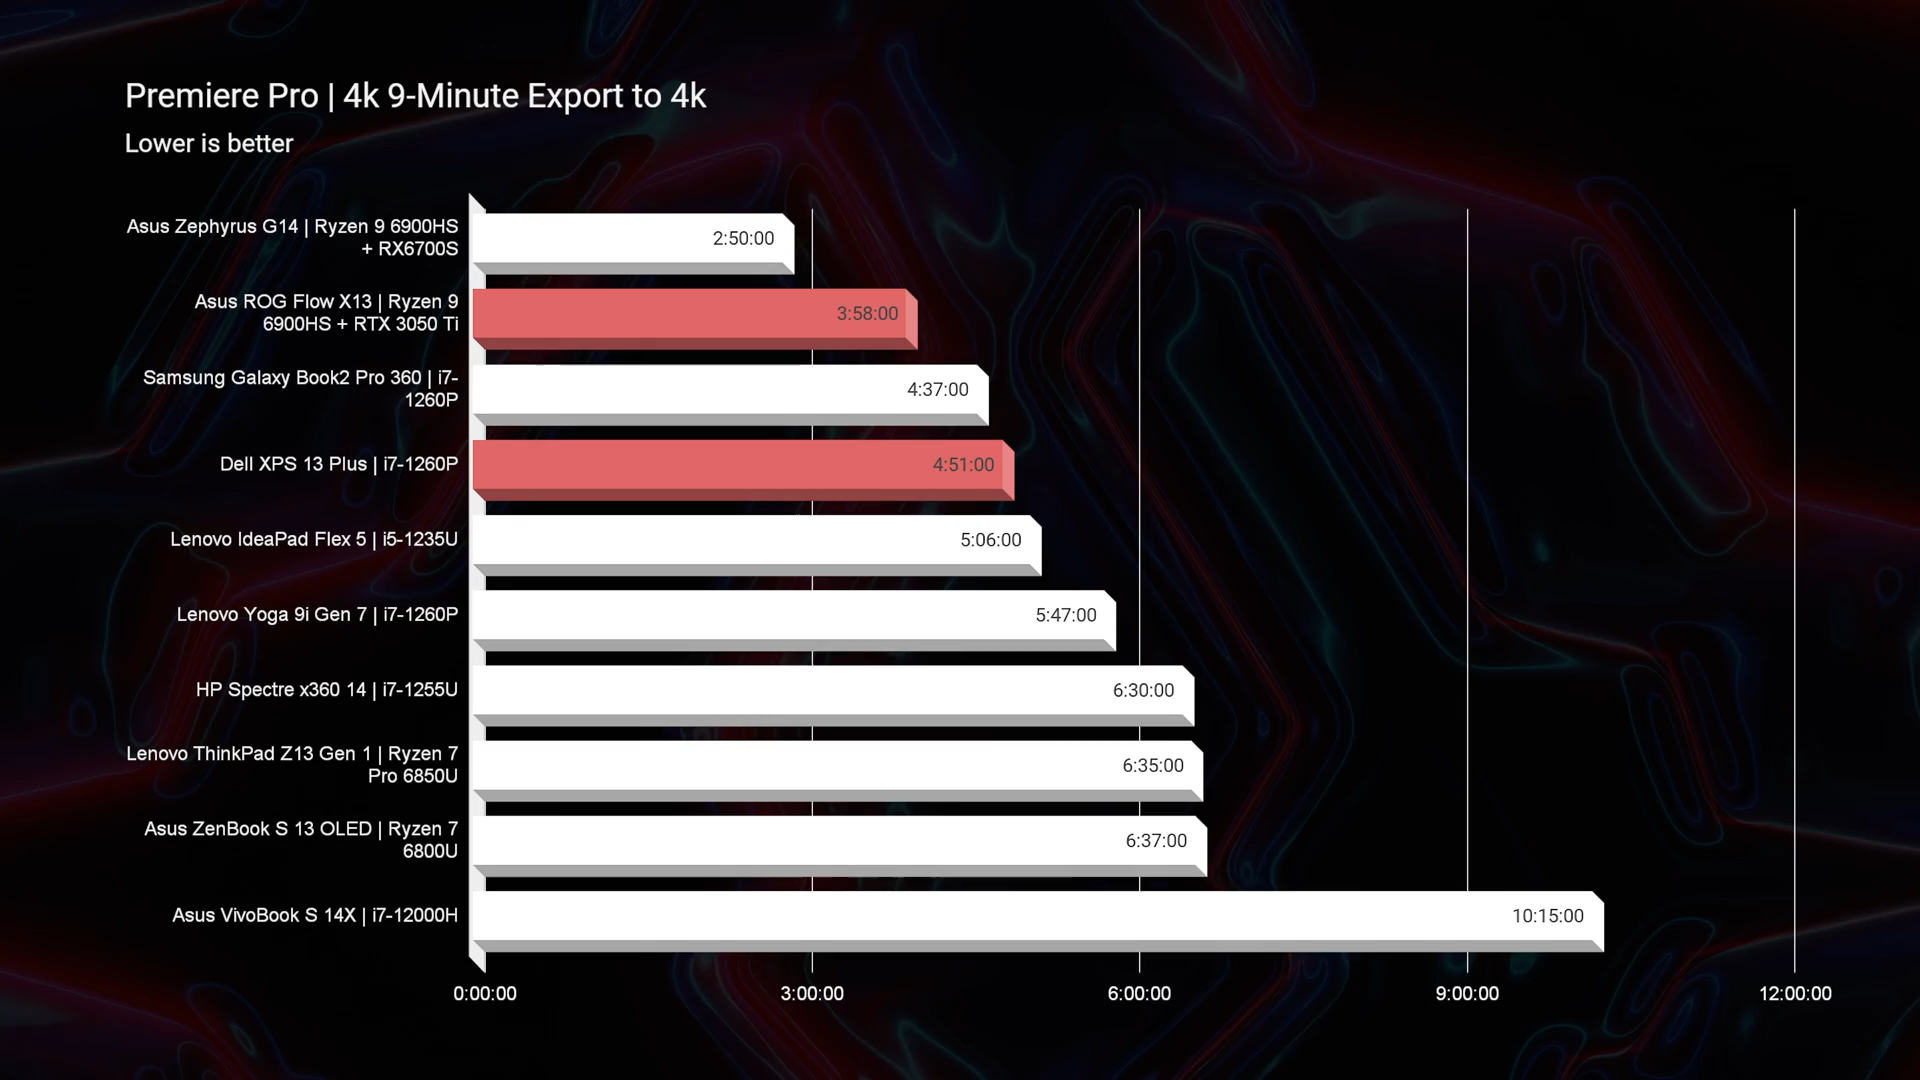 Premiere Pro | 4k 9-Minute Export to 4k
Lower is better
Asus Zephyrus G14 | Ryzen 9 6900HS
+ RX6700S
2:50:00
Asus ROG Flow X13 | Ryzen 9
6900HS + RTX 3050 Ti
3:58:00
Samsung Galaxy Book2 Pro 360 | i7-
1260P
4:37:00
Dell XPS 13 Plus | i7-1260P
4:51:00
Lenovo IdeaPad Flex 5 | i5-1235U
5:06:00
Lenovo Yoga 9i Gen 7 | i7-1260P
5:47:00
HP Spectre x360 14 | i7-1255U
6:30:00
Lenovo ThinkPad Z13 Gen 1 | Ryzen 7
Pro 6850U
6:35:00
Asus ZenBook S 13 OLED | Ryzen 7
6800U
6:37:00
Asus VivoBook S 14X | i7-12000H
10:15:00
0:00:00
3:00:00
6:00:00
9:00:00
12:00:00